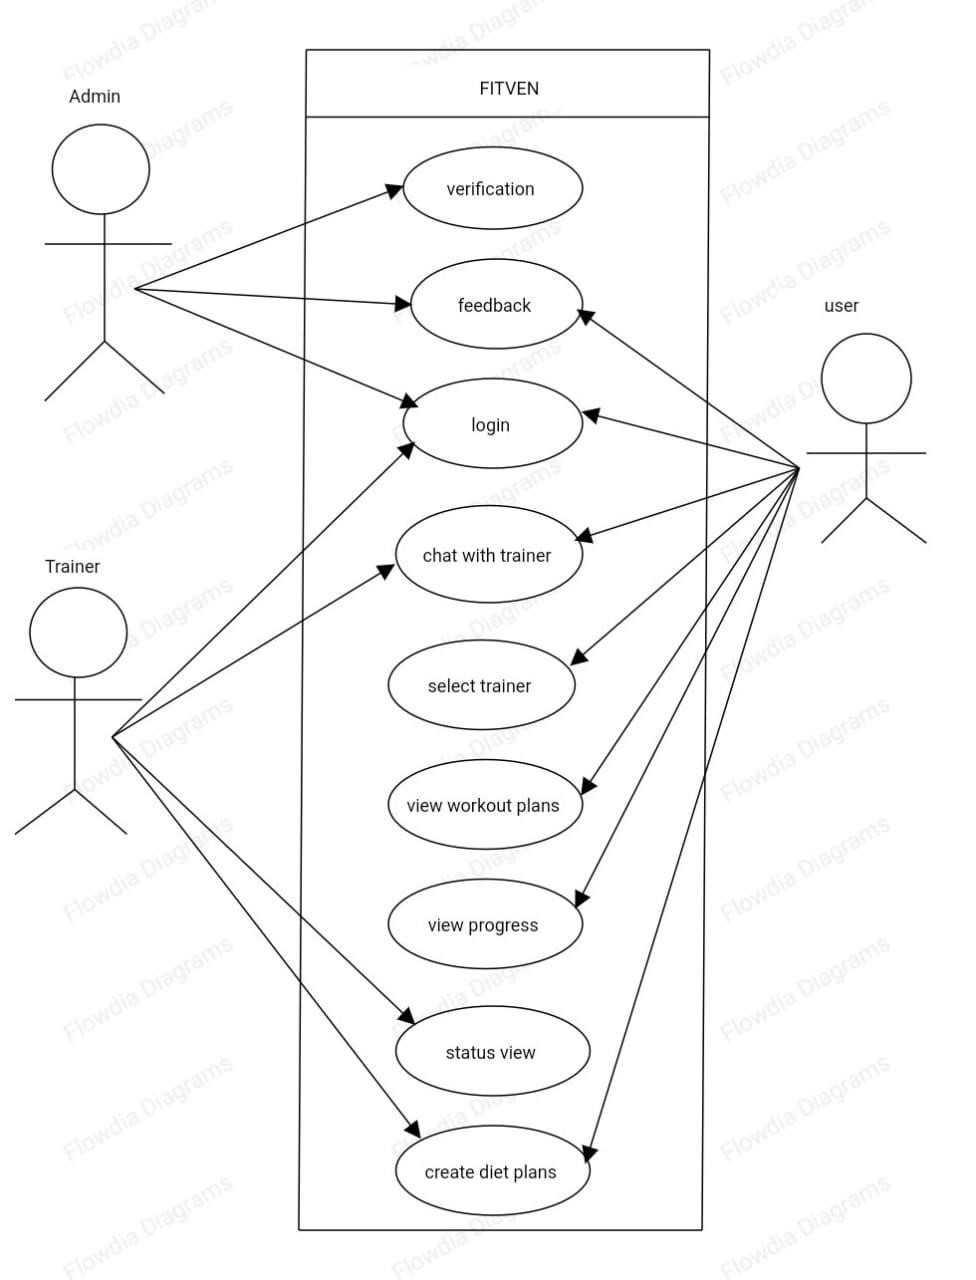 FITVEN
Admin
verification
feedback
user
login
chat with trainer
Trainer
select trainer
view workout plans
view progress
status view
create diet plans
Flowdia Diagrams